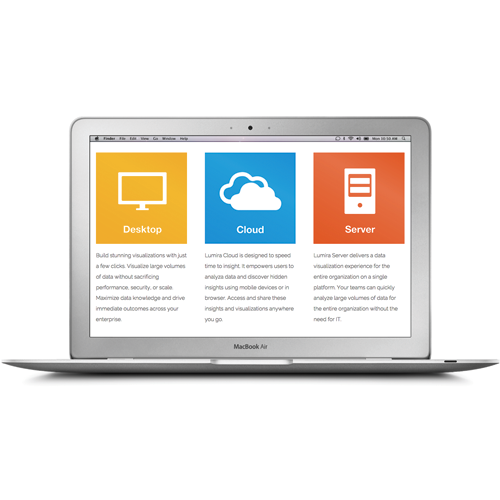 Finder File Edit View Go Window Help
Mon 10:35 AM
Desktop
Build stunning visualizations with just
a few clicks. Visualize large volumes
of data without sacrificing
performance, security, or scale.
Maximize data knowledge and drive
immediate outcomes across your
enterprise.
Cloud
Lumira Cloud is designed to speed
time to insight. It empowers users to
analyze data and discover hidden
insights using mobile devices or in
browser. Access and share these
insights and visualizations anywhere
you go.
Server
Lumira Server delivers a data
visualization experience for the
entire organization on a single
platform. Your teams can quickly
analyze large volumes of data for
the entire organization without the
need for IT.
MacBook Air